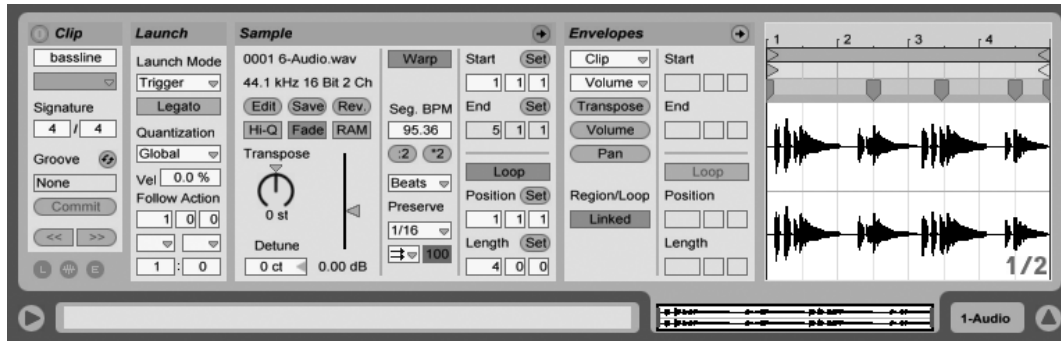 Clip
bassline
Signature
4 / 4
Groove
None
Commit
<< >>
L E
Launch
Launch Mode
Trigger
Legato
Quantization
Global
Vel 0.0 %
Follow Action
1 0 0
1 : 0
Sample
0001 6-Audio.wav
44.1 kHz 16 Bit 2 Ch
Edit Save Rev.
Hi-Q Fade RAM
Transpose
0 st
Detune
0 ct 0.00 dB
Warp
Seg. BPM
95.36
:2 *2
Beats
Preserve
1/16
100
Start Set
1 1 1
End Set
5 1 1
Loop
Position Set
1 1 1
Length Set
4 0 0
Envelopes
Clip
Volume
Transpose
Volume
Pan
Region/Loop
Linked
Start
End
Loop
Position
Length
1 2 3 4
1/2
1-Audio